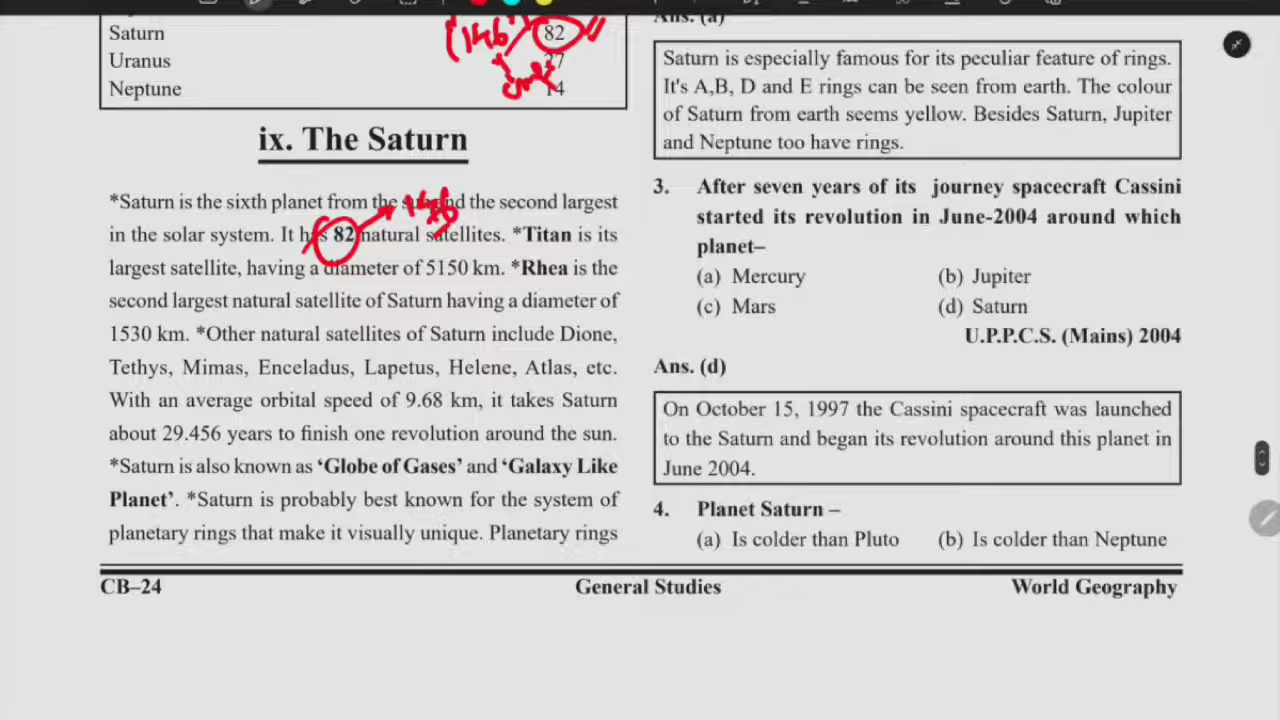 Saturn 82
Uranus 27
Neptune 14
(146
ix. The Saturn
*Saturn is the sixth planet from the sun and the second largest
in the solar system. It has 82 natural satellites. *Titan is its
largest satellite, having a diameter of 5150 km. *Rhea is the
second largest natural satellite of Saturn having a diameter of
1530 km. *Other natural satellites of Saturn include Dione,
Tethys, Mimas, Enceladus, Lapetus, Helene, Atlas, etc.
With an average orbital speed of 9.68 km, it takes Saturn
about 29.456 years to finish one revolution around the sun.
*Saturn is also known as ‘Globe of Gases’ and ‘Galaxy Like
Planet’. *Saturn is probably best known for the system of
planetary rings that make it visually unique. Planetary rings
146
Ans. (a)
Saturn is especially famous for its peculiar feature of rings.
It's A,B, D and E rings can be seen from earth. The colour
of Saturn from earth seems yellow. Besides Saturn, Jupiter
and Neptune too have rings.
3. After seven years of its journey spacecraft Cassini
started its revolution in June-2004 around which
planet–
(a) Mercury (b) Jupiter
(c) Mars (d) Saturn
U.P.P.C.S. (Mains) 2004
Ans. (d)
On October 15, 1997 the Cassini spacecraft was launched
to the Saturn and began its revolution around this planet in
June 2004.
4. Planet Saturn –
(a) Is colder than Pluto (b) Is colder than Neptune
CB–24 General Studies World Geography